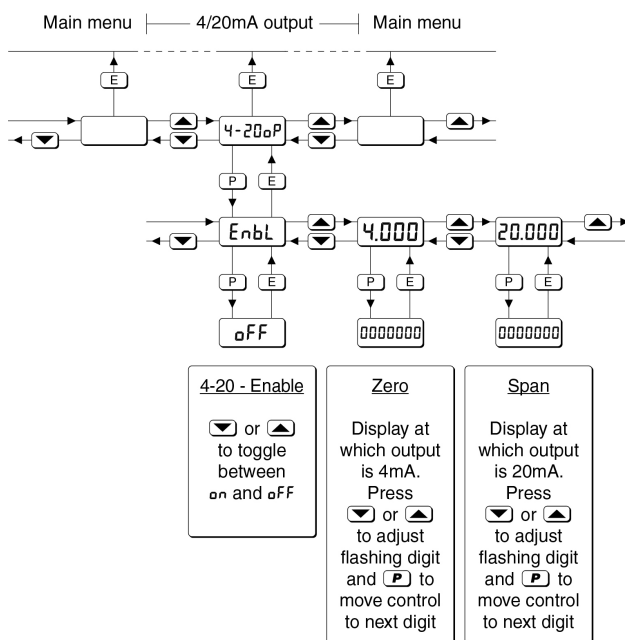 Main menu 4/20mA output Main menu
E E E
4-20oP
P E
EnbL 4.000 20.000
P E P E P E
oFF 0000000 0000000
4-20 - Enable
or
to toggle
between
on and oFF
Zero
Display at
which output
is 4mA.
Press
or
to adjust
flashing digit
and P to
move control
to next digit
Span
Display at
which output
is 20mA.
Press
or
to adjust
flashing digit
and P to
move control
to next digit